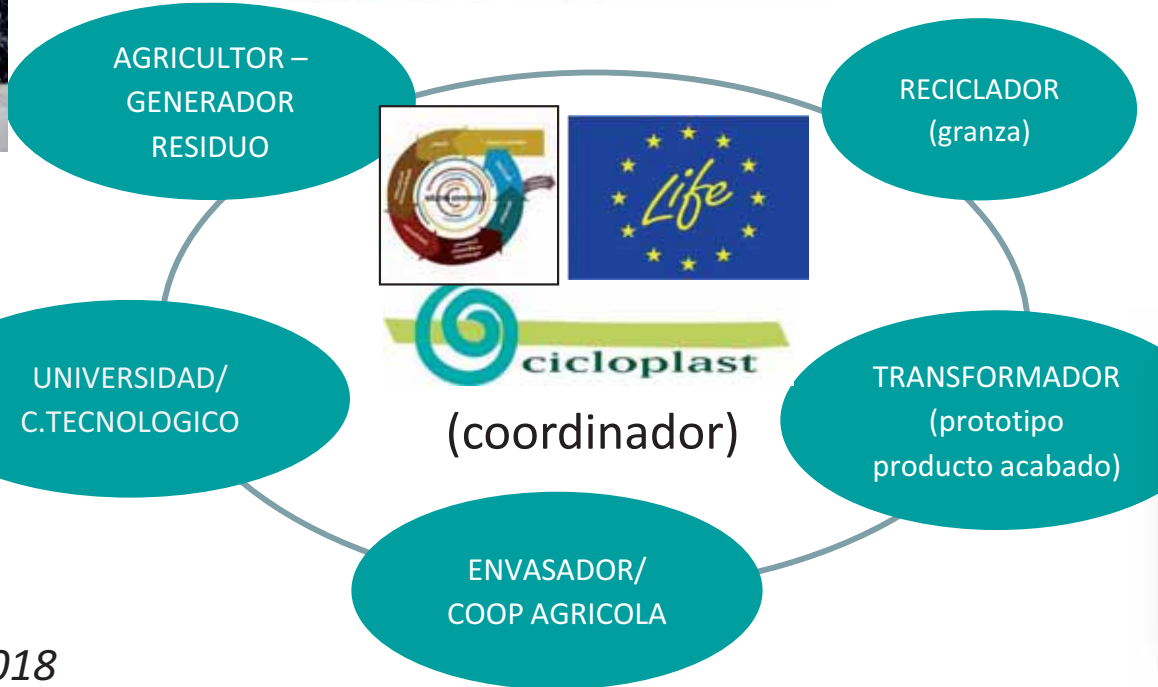 AGRICULTOR –
GENERADOR
RESIDUO
RECICLADOR
(granza)
life
cicloplast
(coordinador)
UNIVERSIDAD/
C.TECNOLOGICO
TRANSFORMADOR
(prototipo
producto acabado)
ENVASADOR/
COOP AGRICOLA
018